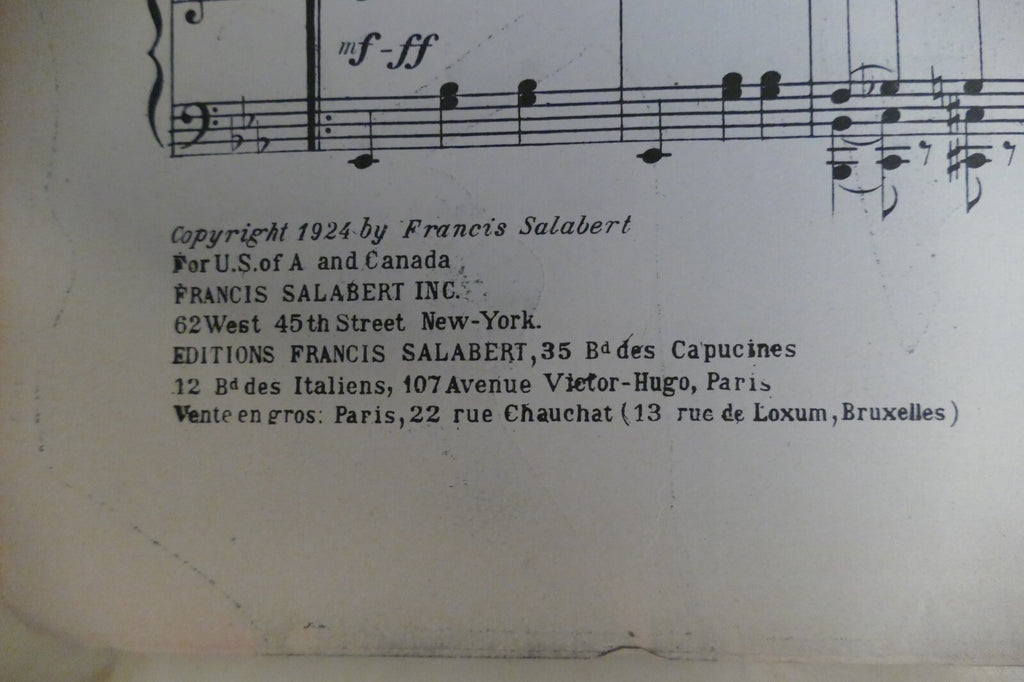 mf-ff
Copyright 1924 by Francis Salabert
For U.S. of A and Canada
FRANCIS SALABERT INC.
62 West 45th Street New-York.
EDITIONS FRANCIS SALABERT, 35 Bd des Capucines
12 Bd des Italiens, 107 Avenue Victor-Hugo, Paris
Vente en gros: Paris, 22 rue Chauchat (13 rue de Loxum, Bruxelles)